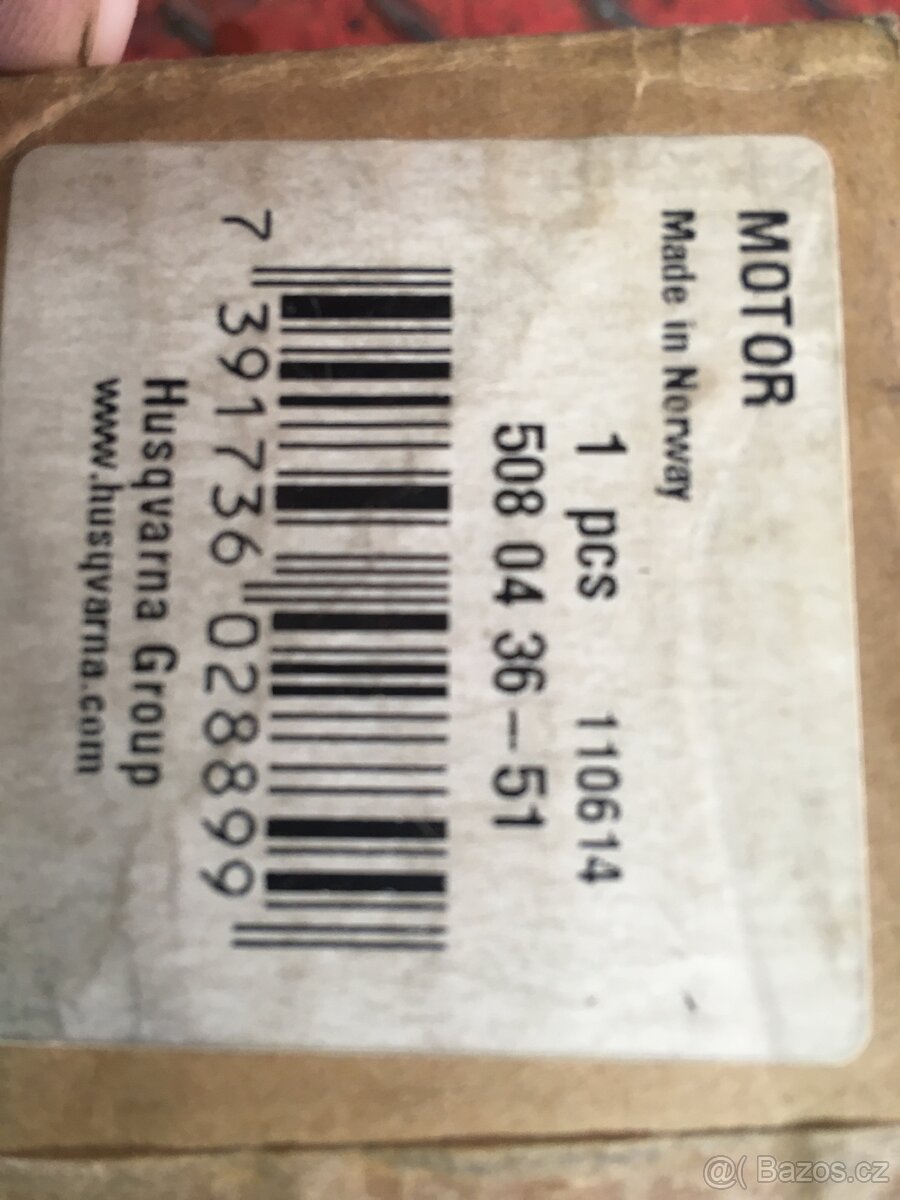 MOTOR
Made in Norway
1 pcs 110614
508 04 36-51
7 391736 028899
Husqvarna Group
www.husqvarna.com
@( Bazos.cz